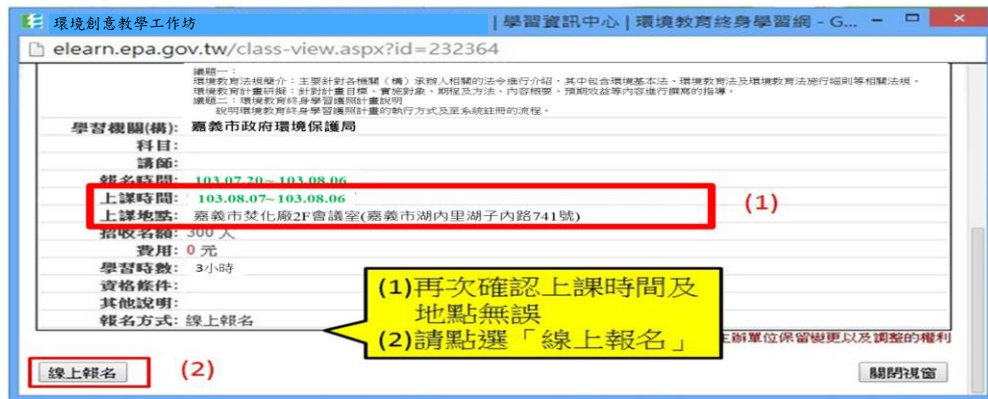 環境創意教學工作坊 | 學習資訊中心 | 環境教育終身學習網 - G...
elearn.epa.gov.tw/class-view.aspx?id=232364
議題一：
環境教育法規簡介：主要針對各機關（構）承辦人相關的法令進行介紹，其中包含環境基本法、環境教育法及環境教育法施行細則等相關法規。
環境教育計畫研擬：針對計畫目標、實施對象、期程及方法、內容概要、預期效益等內容進行撰寫的指導。
議題二：環境教育終身學習護照計畫說明
說明環境教育終身學習護照計畫的執行方式及至系統註冊的流程。
學習機關(構): 嘉義市政府環境保護局
科目:
講師:
報名時間: 103.07.20~103.08.06
上課時間: 103.08.07~103.08.06
上課地點: 嘉義市焚化廠2F會議室(嘉義市湖內里湖子內路741號)
(1)
招收名額: 300 人
費用: 0 元
學習時數: 3小時
資格條件:
其他說明:
報名方式: 線上報名
(1)再次確認上課時間及
地點無誤
(2)請點選「線上報名」
主辦單位保留變更以及調整的權利
線上報名
(2)
關閉視窗